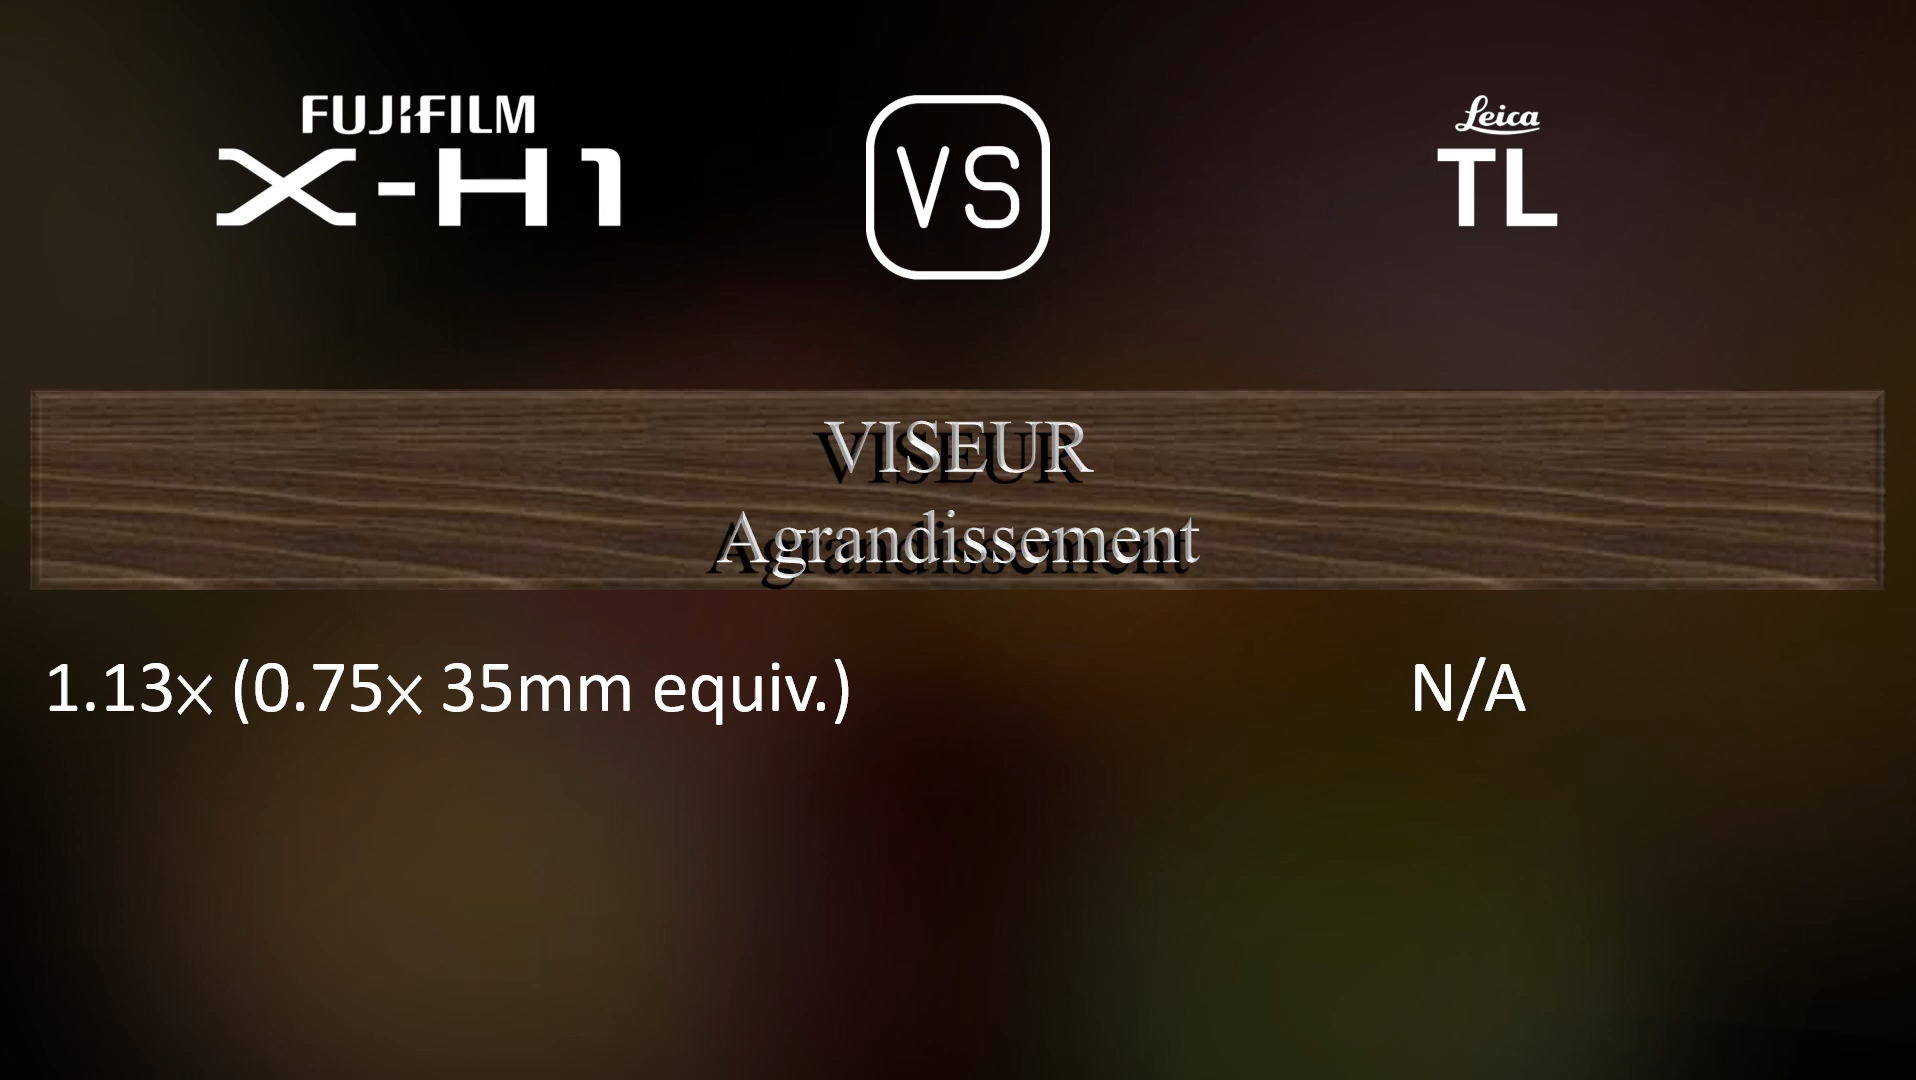 FUJIFILM
X-H1
VS
Leica
TL
VISEUR
Agrandissement
1.13x (0.75x 35mm equiv.)
N/A